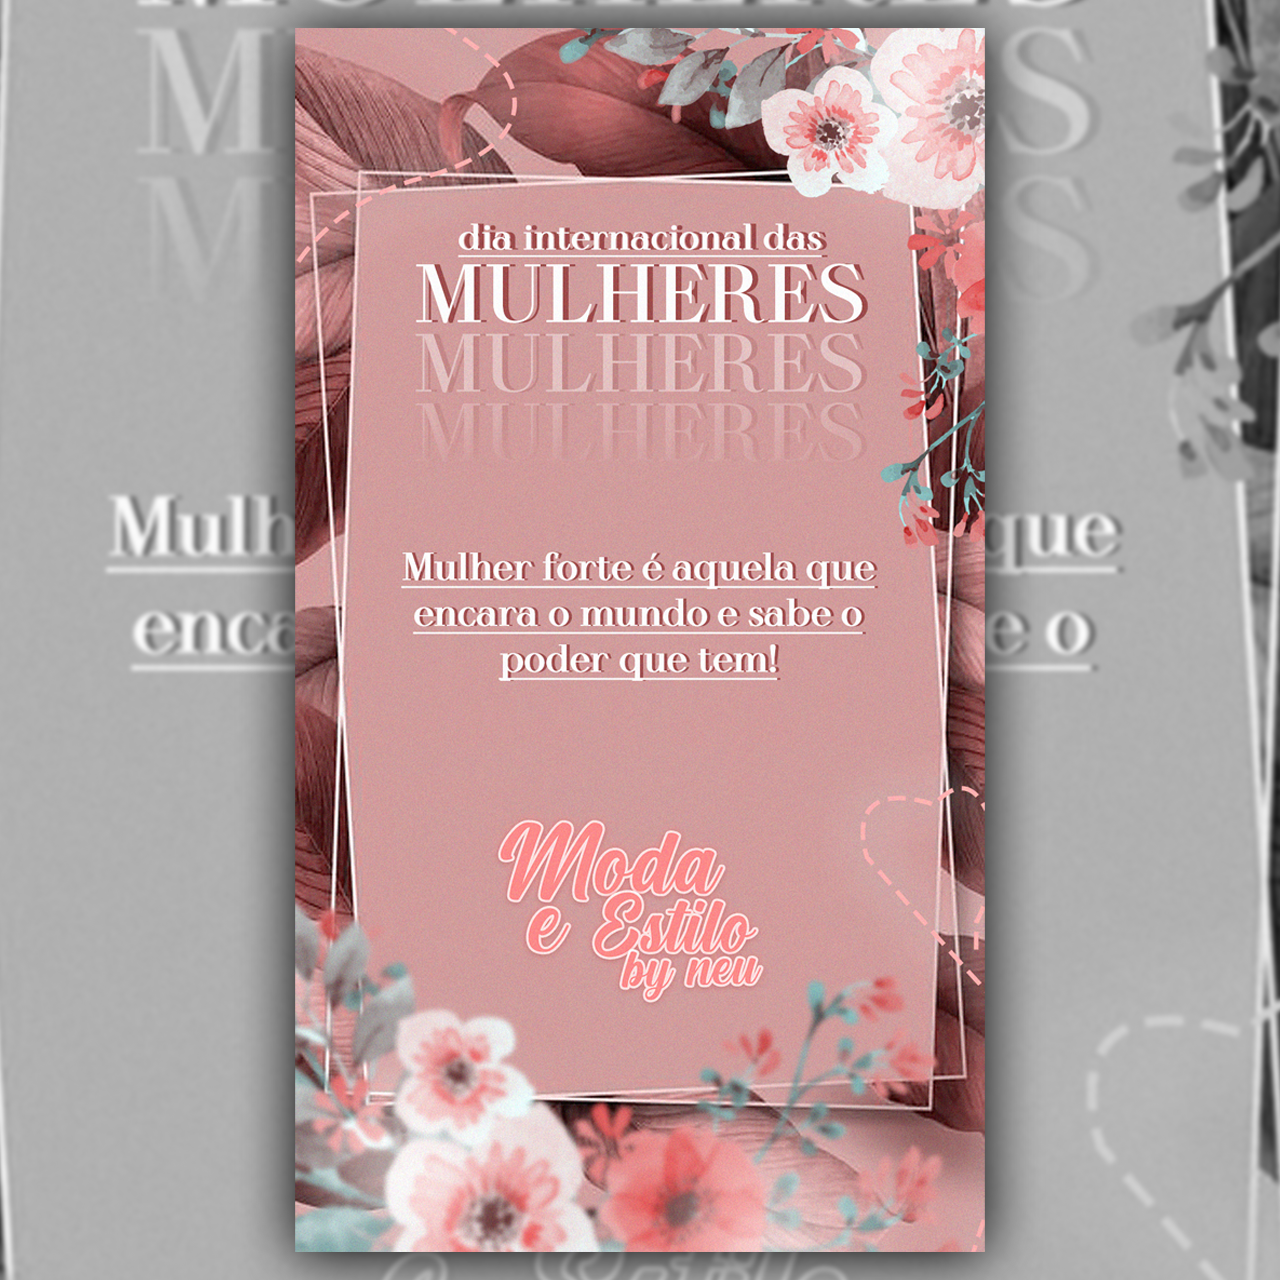 dia internacional das
MULHERES
MULHERES
MULHERES
Mulher forte é aquela que
encara o mundo e sabe o
poder que tem!
Moda
e Estilo
by neu